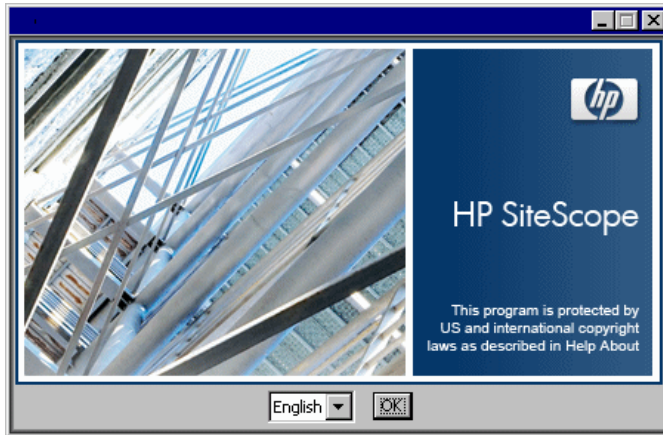 hp
HP SiteScope
This program is protected by
US and international copyright
laws as described in Help About
English
OK